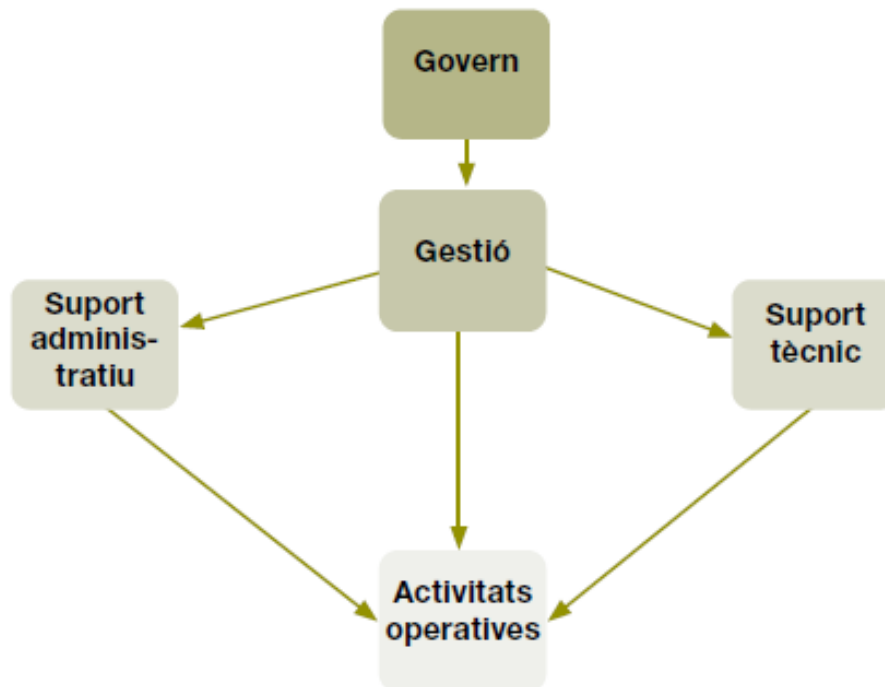 Govern
Gestió
Suport
adminis-
tratiu
Suport
tècnic
Activitats
operatives